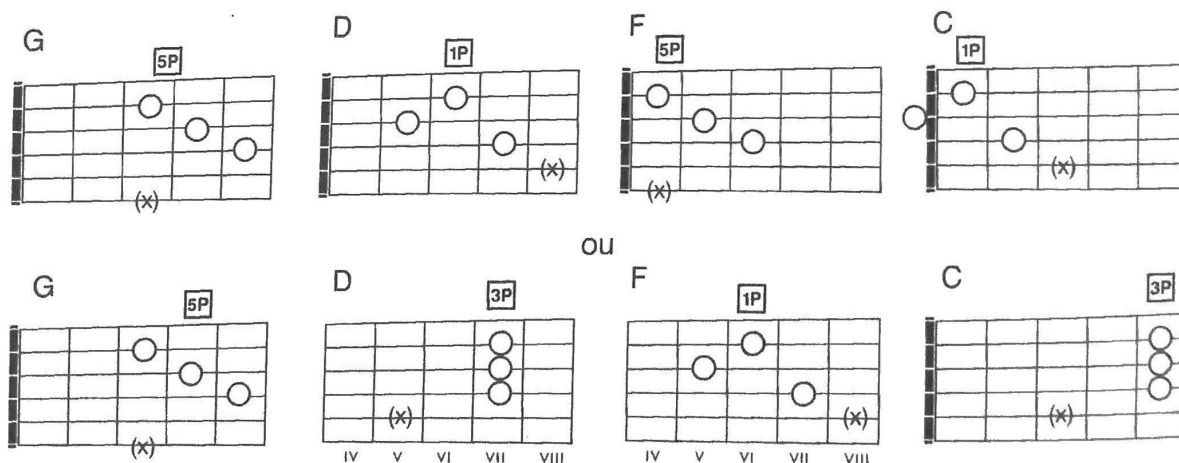 G D F C
5P 1P 5P 1P
(x) (x) (x) (x)
ou
G D F C
5P 3P 1P 3P
(x) (x) (x) (x)
IV V VI VII VIII IV V VI VII VIII